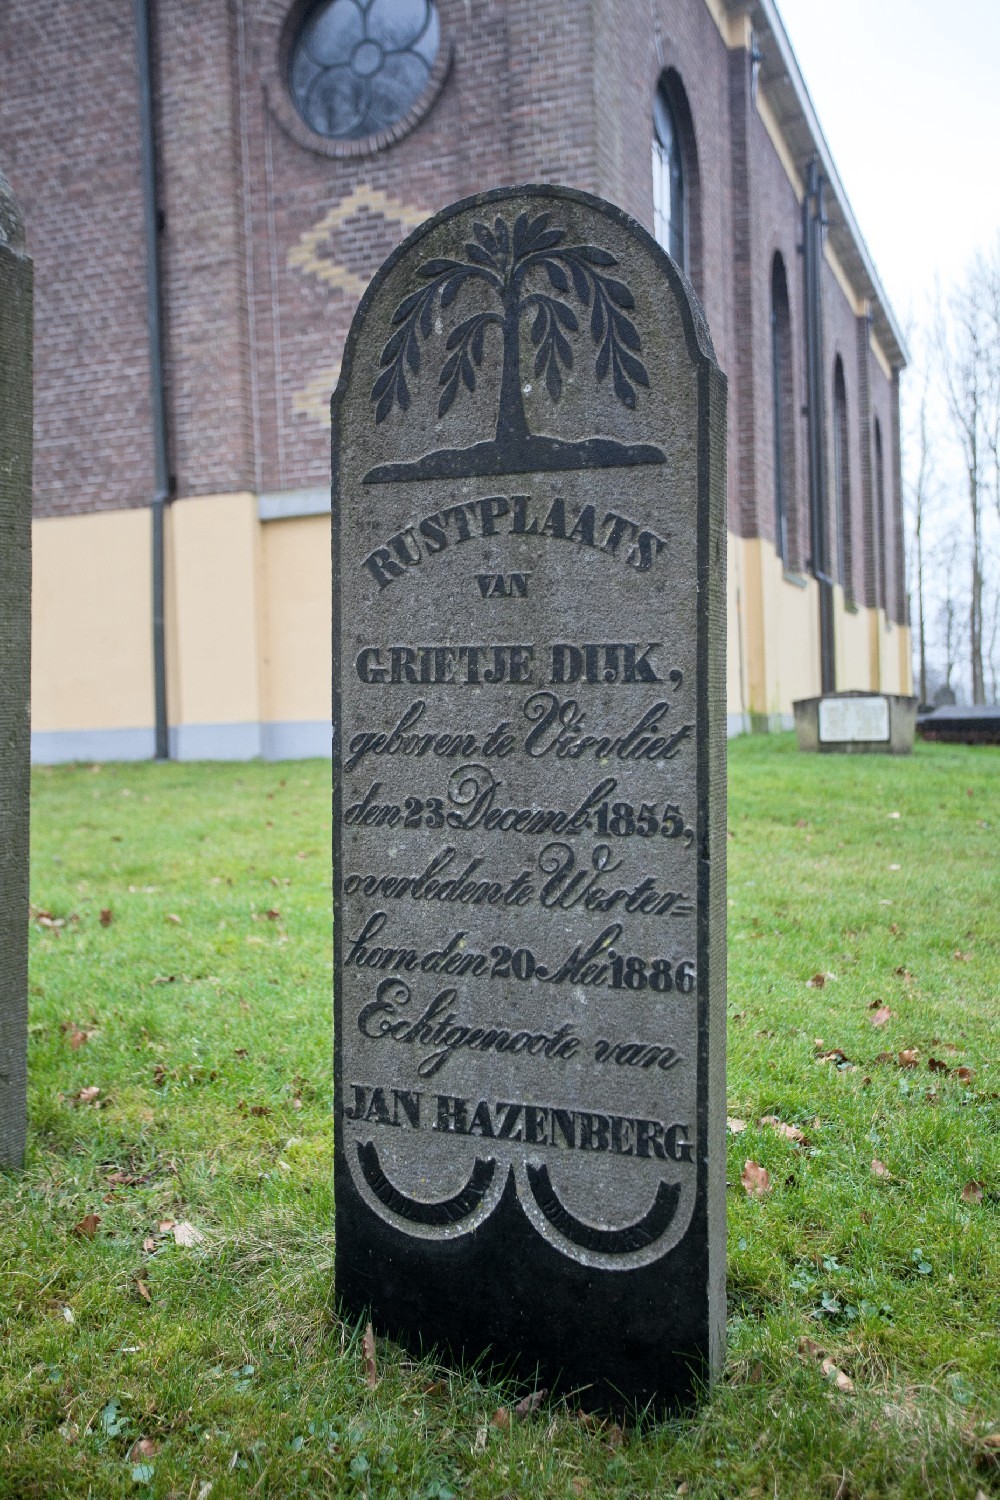 RUSTPLAATS
VAN
GRIETJE DIJK,
geboren te Visvliet
den 23 Decemb. 1855,
overleden te Wester=
horn den 20 Mei 1886
Echtgenoote van
JAN HAZENBERG